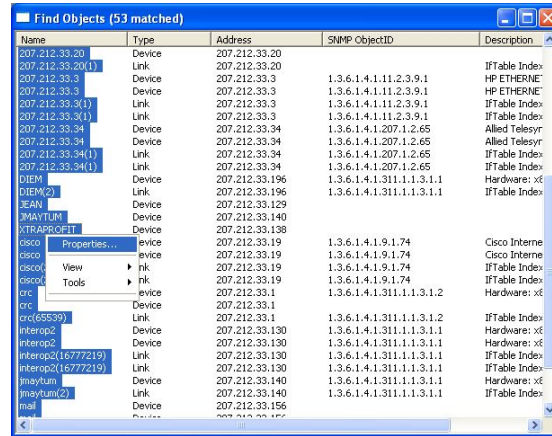 Find Objects (53 matched)
Name Type Address SNMP ObjectID Description
207.212.33.20 Device 207.212.33.20
207.212.33.20(1) Link 207.212.33.20 IfTable Index
207.212.33.3 Device 207.212.33.3 1.3.6.1.4.1.11.2.3.9.1 HP ETHERNET
207.212.33.3 Device 207.212.33.3 1.3.6.1.4.1.11.2.3.9.1 HP ETHERNET
207.212.33.3(1) Link 207.212.33.3 1.3.6.1.4.1.11.2.3.9.1 IfTable Index
207.212.33.3(1) Link 207.212.33.3 1.3.6.1.4.1.11.2.3.9.1 IfTable Index
207.212.33.34 Device 207.212.33.34 1.3.6.1.4.1.207.1.2.65 Allied Telesyn
207.212.33.34 Device 207.212.33.34 1.3.6.1.4.1.207.1.2.65 Allied Telesyn
207.212.33.34(1) Link 207.212.33.34 1.3.6.1.4.1.207.1.2.65 IfTable Index
207.212.33.34(1) Link 207.212.33.34 1.3.6.1.4.1.207.1.2.65 IfTable Index
DIEM Device 207.212.33.196 1.3.6.1.4.1.311.1.1.3.1.1 Hardware: x8
DIEM(2) Link 207.212.33.196 1.3.6.1.4.1.311.1.1.3.1.1 IfTable Index
JEAN Device 207.212.33.129
JMAYTUM Device 207.212.33.140
XTRAPROFIT Device 207.212.33.138
cisco Properties... evice 207.212.33.19 1.3.6.1.4.1.9.1.74 Cisco Interne
cisco evice 207.212.33.19 1.3.6.1.4.1.9.1.74 Cisco Interne
cisco( View nk 207.212.33.19 1.3.6.1.4.1.9.1.74 IfTable Index
cisco( Tools nk 207.212.33.19 1.3.6.1.4.1.9.1.74 IfTable Index
crc evice 207.212.33.1 1.3.6.1.4.1.311.1.1.3.1.2 Hardware: x8
crc Device 207.212.33.1
crc(65539) Link 207.212.33.1 1.3.6.1.4.1.311.1.1.3.1.2 IfTable Index
interop2 Device 207.212.33.130 1.3.6.1.4.1.311.1.1.3.1.1 Hardware: x8
interop2 Device 207.212.33.130 1.3.6.1.4.1.311.1.1.3.1.1 Hardware: x8
interop2(16777219) Link 207.212.33.130 1.3.6.1.4.1.311.1.1.3.1.1 IfTable Index
interop2(16777219) Link 207.212.33.130 1.3.6.1.4.1.311.1.1.3.1.1 IfTable Index
jmaytum Device 207.212.33.140 1.3.6.1.4.1.311.1.1.3.1.1 Hardware: x8
jmaytum(2) Link 207.212.33.140 1.3.6.1.4.1.311.1.1.3.1.1 IfTable Index
mail Device 207.212.33.156